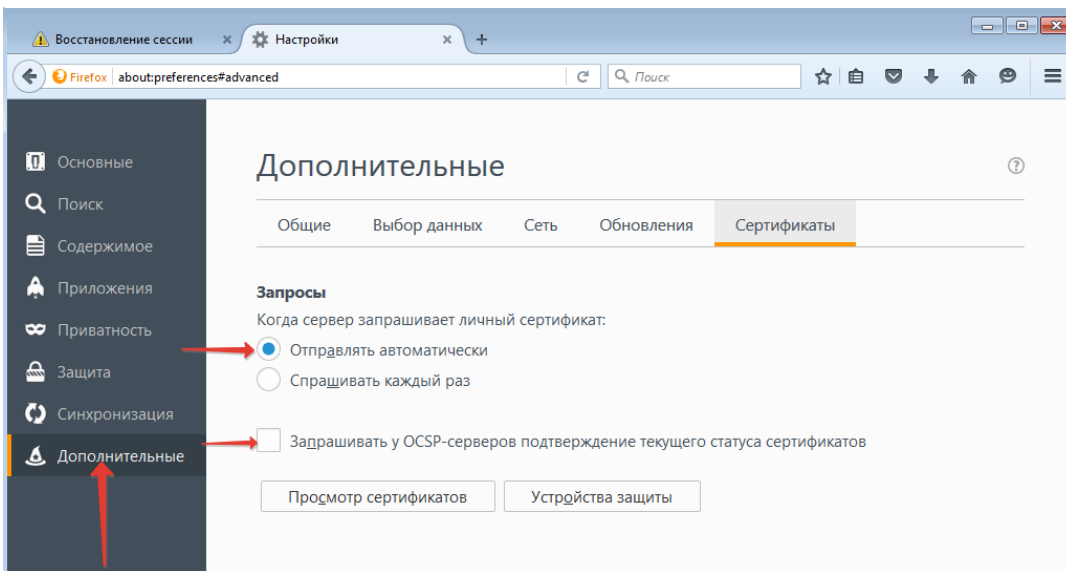 Восстановление сессии
Настройки
Firefox about:preferences#advanced
Поиск
Основные
Поиск
Содержимое
Приложения
Приватность
Защита
Синхронизация
Дополнительные
Дополнительные
Общие Выбор данных Сеть Обновления Сертификаты
Запросы
Когда сервер запрашивает личный сертификат:
Отправлять автоматически
Спрашивать каждый раз
Запрашивать у OCSP-серверов подтверждение текущего статуса сертификатов
Просмотр сертификатов Устройства защиты